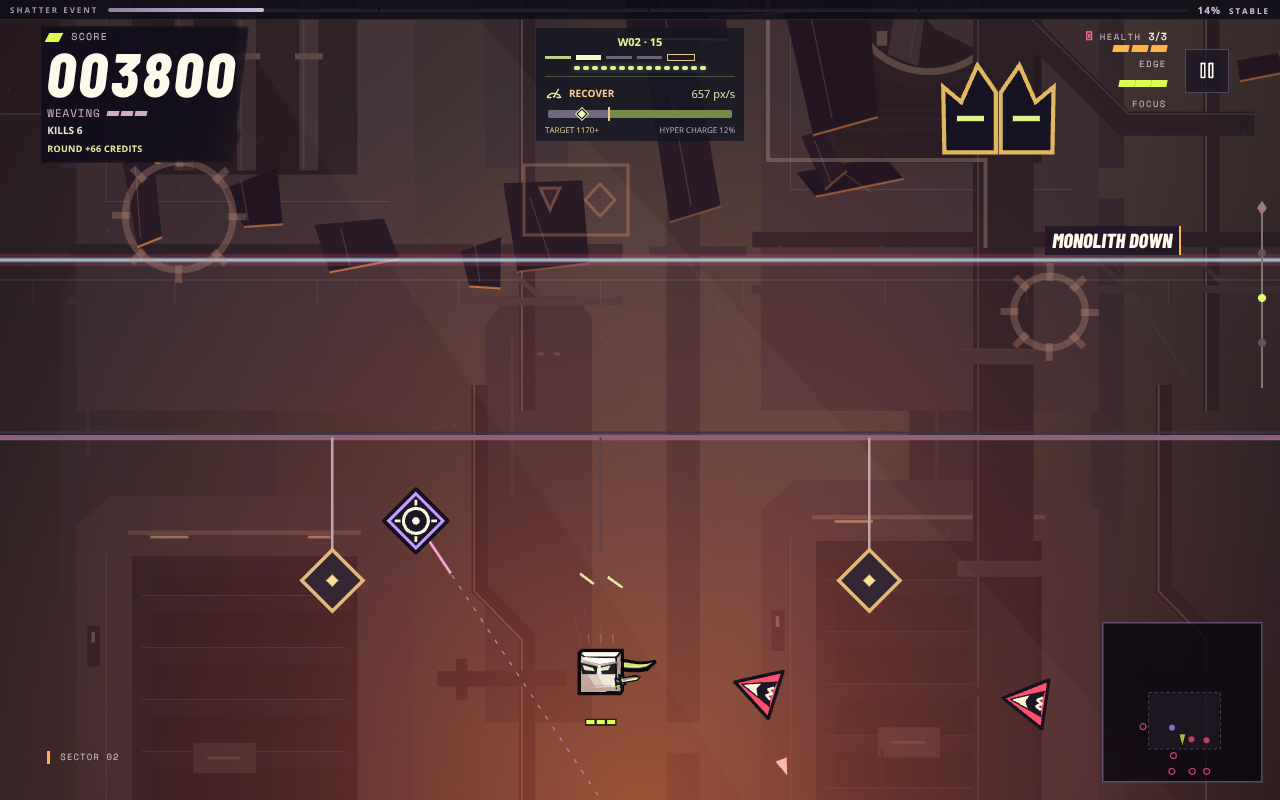 SHATTER EVENT
14% STABLE
SCORE
003800
WEAVING
KILLS 6
ROUND +66 CREDITS
W02 · 15
RECOVER 657 px/s
TARGET 1170+ HYPER CHARGE 12%
HEALTH 3/3
EDGE
FOCUS
MONOLITH DOWN
SECTOR 02